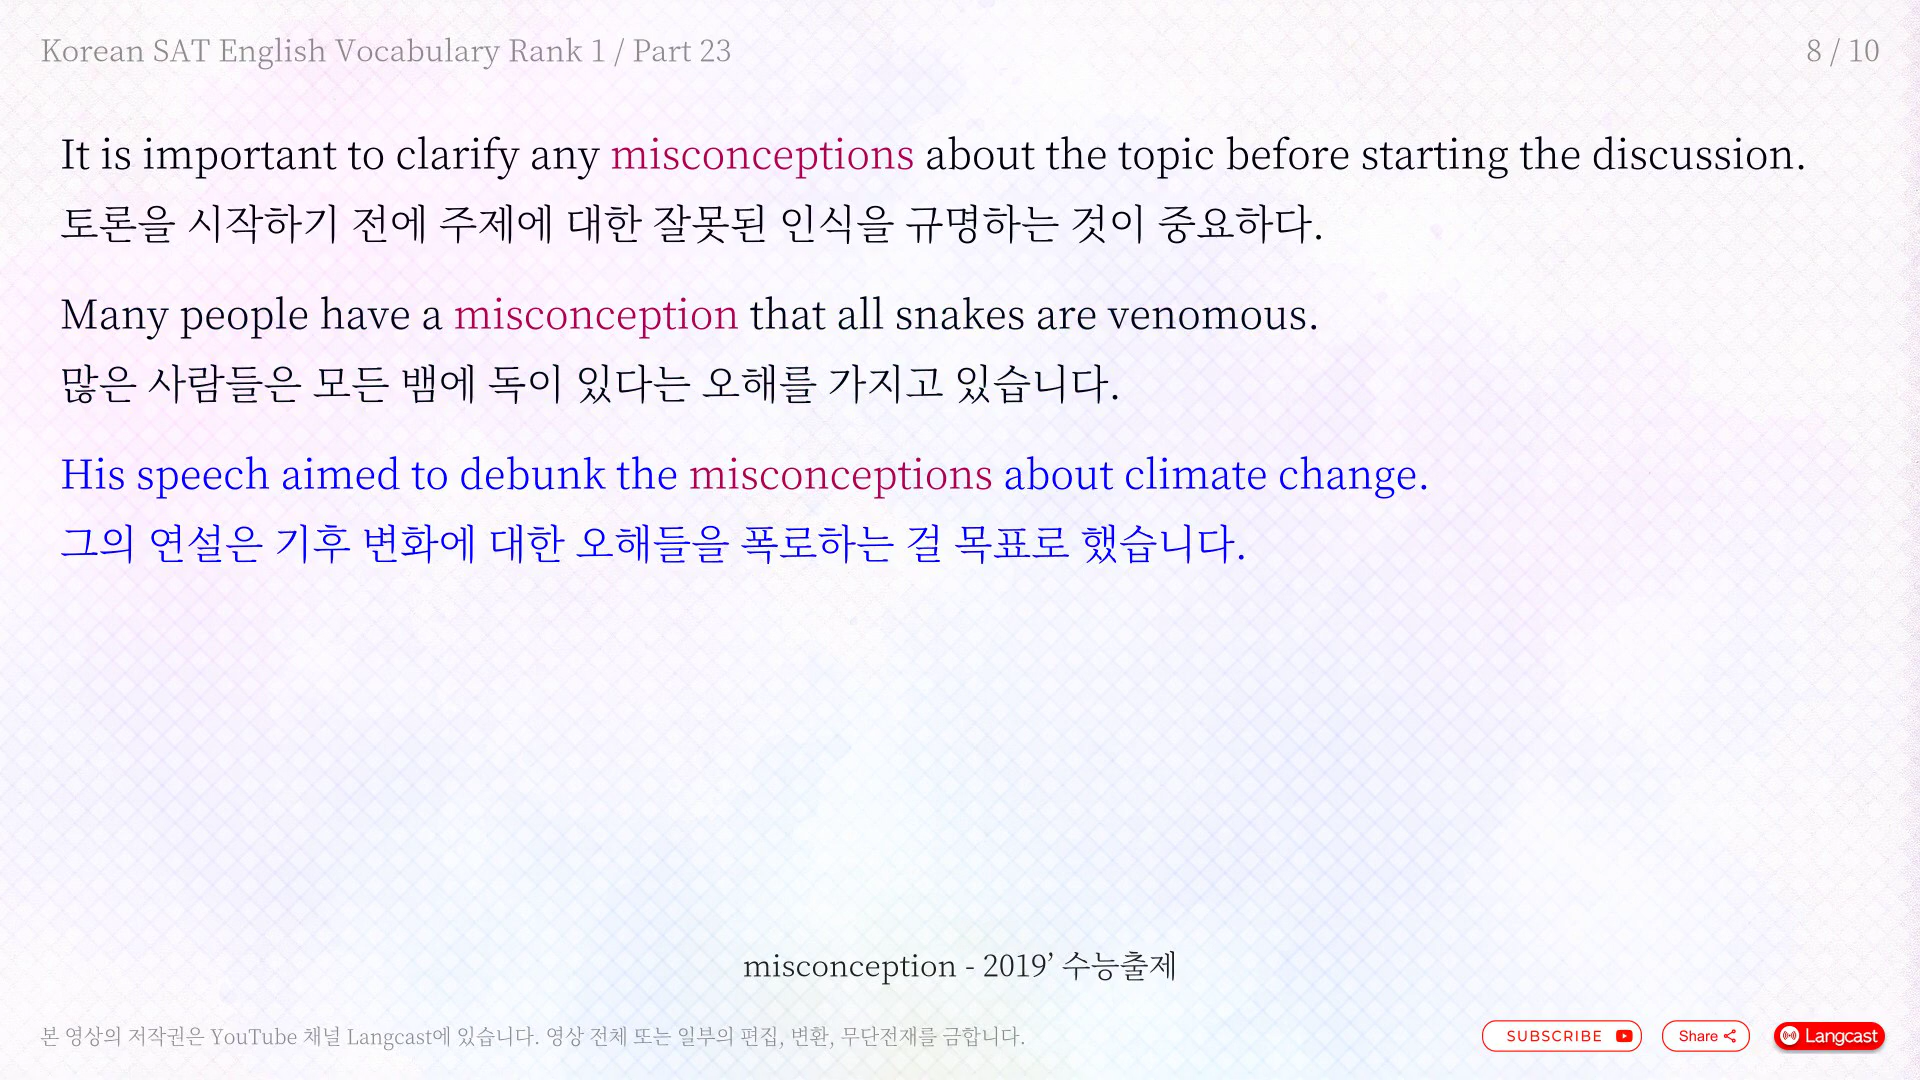 Korean SAT English Vocabulary Rank 1 / Part 23
8 / 10
It is important to clarify any misconceptions about the topic before starting the discussion.
토론을 시작하기 전에 주제에 대한 잘못된 인식을 규명하는 것이 중요하다.
Many people have a misconception that all snakes are venomous.
많은 사람들은 모든 뱀에 독이 있다는 오해를 가지고 있습니다.
His speech aimed to debunk the misconceptions about climate change.
그의 연설은 기후 변화에 대한 오해들을 폭로하는 걸 목표로 했습니다.
misconception - 2019’ 수능출제
본 영상의 저작권은 YouTube 채널 Langcast에 있습니다. 영상 전체 또는 일부의 편집, 변환, 무단전재를 금합니다.
SUBSCRIBE
Share
Langcast